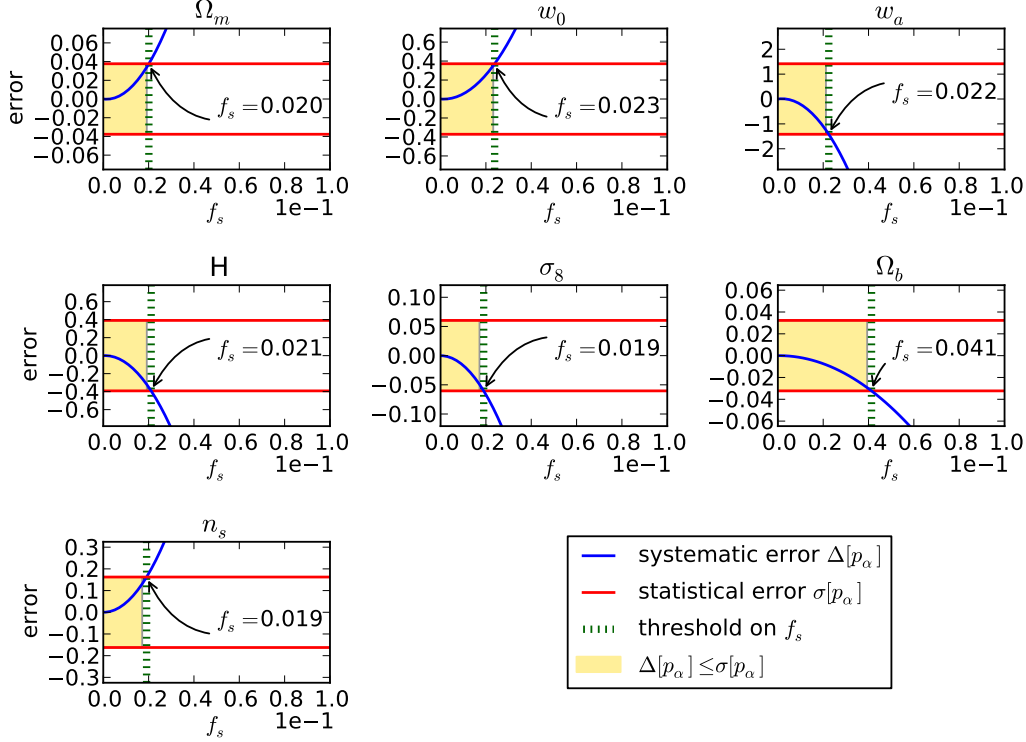 Ω_m
0.06
0.04
0.02
0.00
−0.02
−0.04
−0.06
error
f_s = 0.020
0.0 0.2 0.4 0.6 0.8 1.0
f_s 1e−1
w_0
0.6
0.4
0.2
0.0
−0.2
−0.4
−0.6
f_s = 0.023
0.0 0.2 0.4 0.6 0.8 1.0
f_s 1e−1
w_a
2
1
0
−1
−2
f_s = 0.022
0.0 0.2 0.4 0.6 0.8 1.0
f_s 1e−1
H
0.6
0.4
0.2
0.0
−0.2
−0.4
−0.6
error
f_s = 0.021
0.0 0.2 0.4 0.6 0.8 1.0
f_s 1e−1
σ_8
0.10
0.05
0.00
−0.05
−0.10
f_s = 0.019
0.0 0.2 0.4 0.6 0.8 1.0
f_s 1e−1
Ω_b
0.06
0.04
0.02
0.00
−0.02
−0.04
−0.06
f_s = 0.041
0.0 0.2 0.4 0.6 0.8 1.0
f_s 1e−1
n_s
0.3
0.2
0.1
0.0
−0.1
−0.2
−0.3
error
f_s = 0.019
0.0 0.2 0.4 0.6 0.8 1.0
f_s 1e−1
systematic error Δ[p_α]
statistical error σ[p_α]
threshold on f_s
Δ[p_α] ≤ σ[p_α]